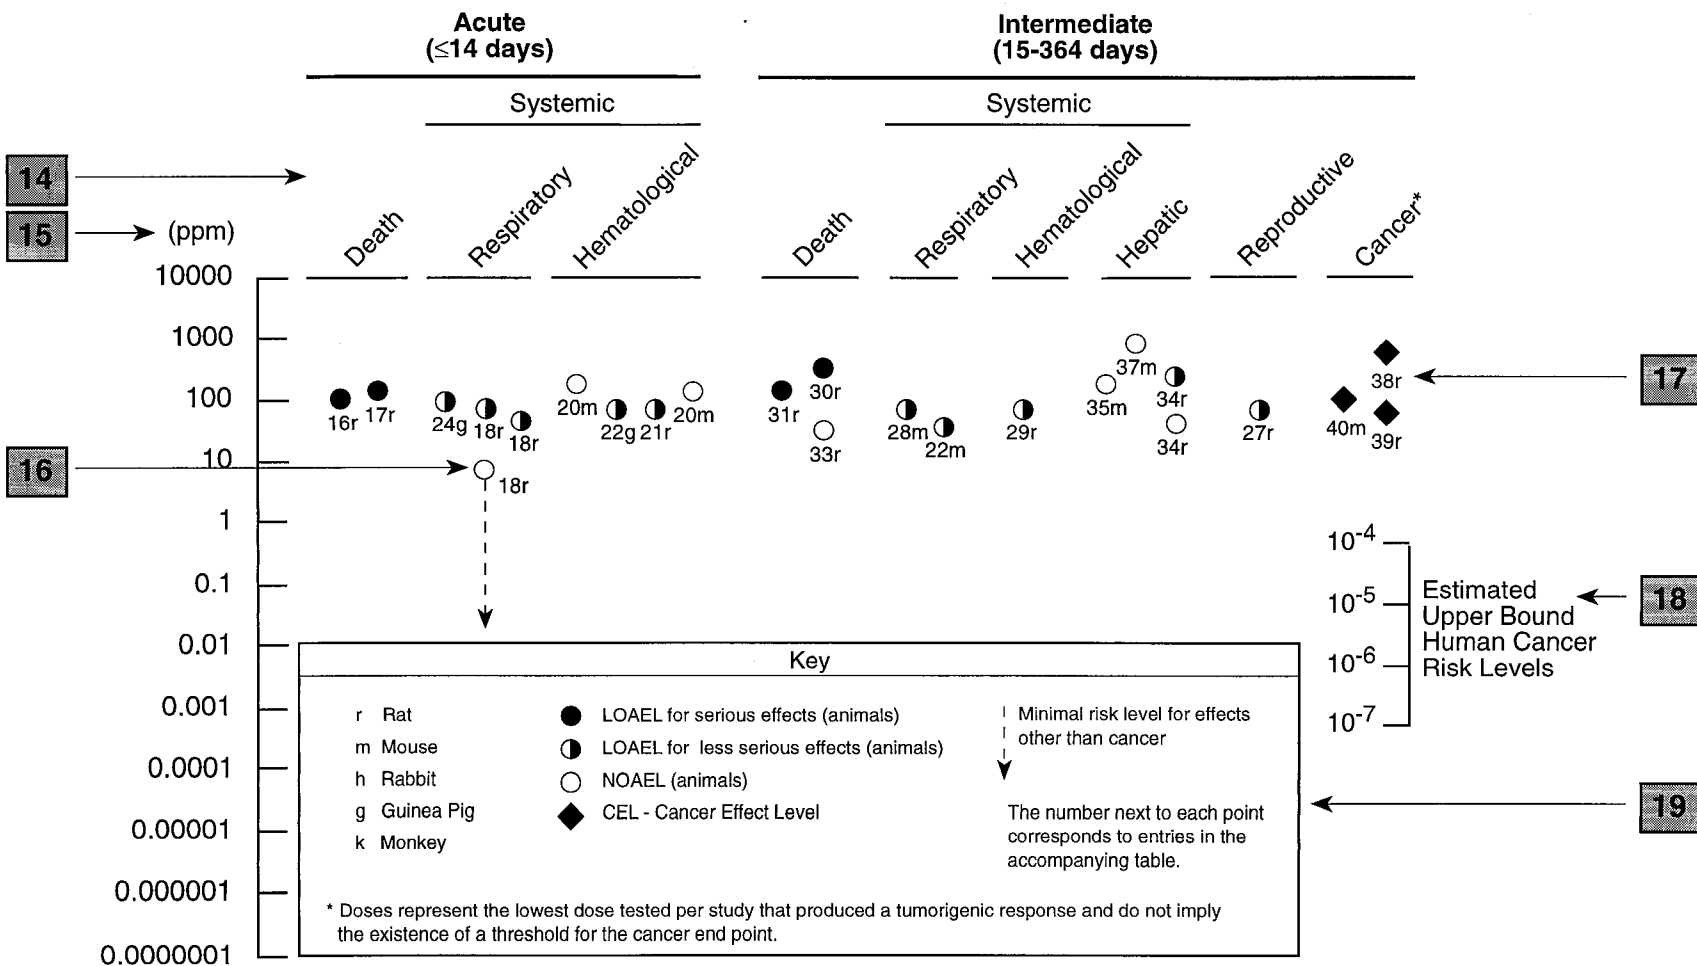 Acute
(≤14 days)
Intermediate
(15-364 days)
Systemic
Systemic
14
15
(ppm)
Death
Respiratory
Hematological
Death
Respiratory
Hematological
Hepatic
Reproductive
Cancer*
10000
1000
100
10
1
0.1
0.01
0.001
0.0001
0.00001
0.000001
0.0000001
16r
17r
24g
18r
18r
18r
20m
22g
21r
20m
31r
30r
33r
28m
22m
29r
35m
37m
34r
34r
27r
40m
38r
39r
16
17
10-4
10-5
10-6
10-7
Estimated
Upper Bound
Human Cancer
Risk Levels
18
19
Key
r Rat
m Mouse
h Rabbit
g Guinea Pig
k Monkey
LOAEL for serious effects (animals)
LOAEL for less serious effects (animals)
NOAEL (animals)
CEL - Cancer Effect Level
Minimal risk level for effects
other than cancer
The number next to each point
corresponds to entries in the
accompanying table.
* Doses represent the lowest dose tested per study that produced a tumorigenic response and do not imply
the existence of a threshold for the cancer end point.